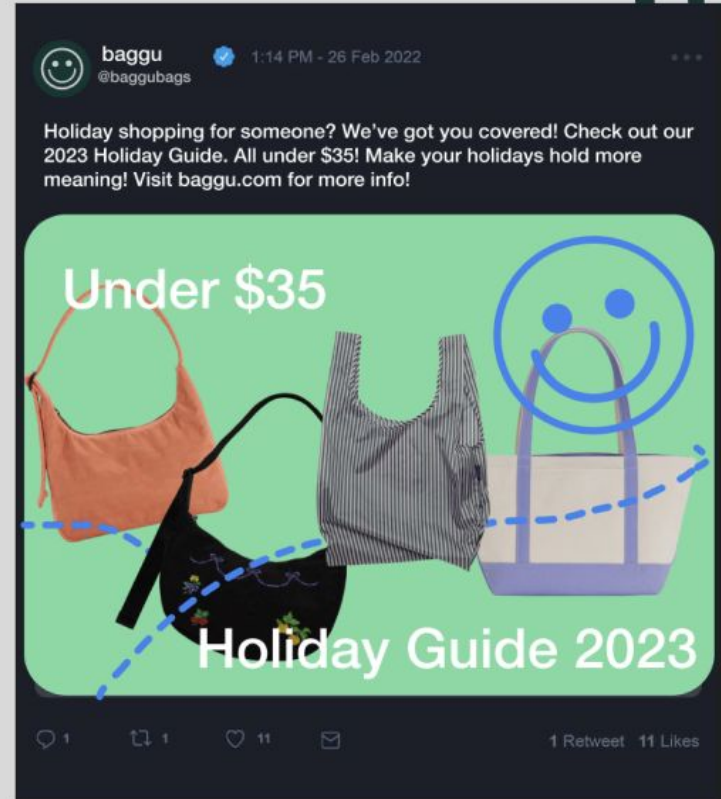 baggu 1:14 PM - 26 Feb 2022
@baggubags
Holiday shopping for someone? We've got you covered! Check out our
2023 Holiday Guide. All under $35! Make your holidays hold more
meaning! Visit baggu.com for more info!
Under $35
Holiday Guide 2023
1 1 11 1 Retweet 11 Likes